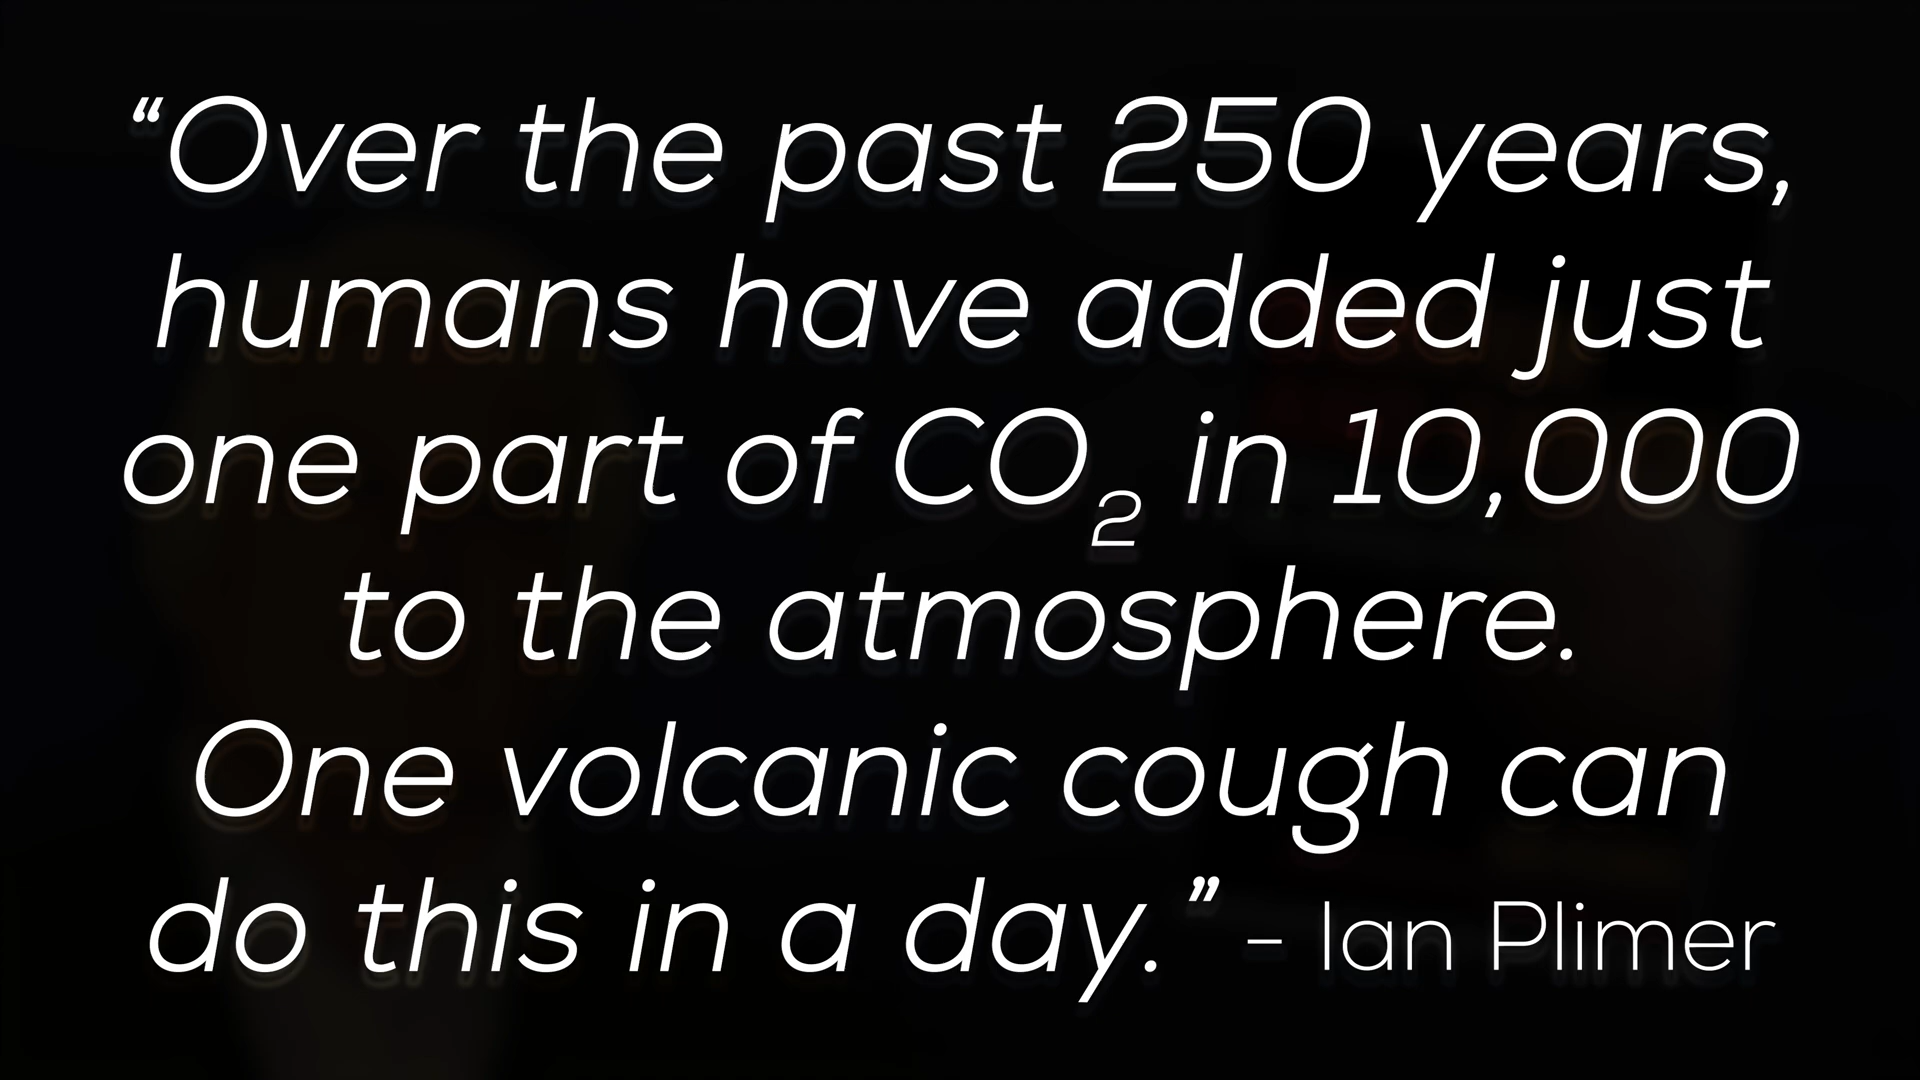 “Over the past 250 years,
humans have added just
one part of CO₂ in 10,000
to the atmosphere.
One volcanic cough can
do this in a day.” – Ian Plimer